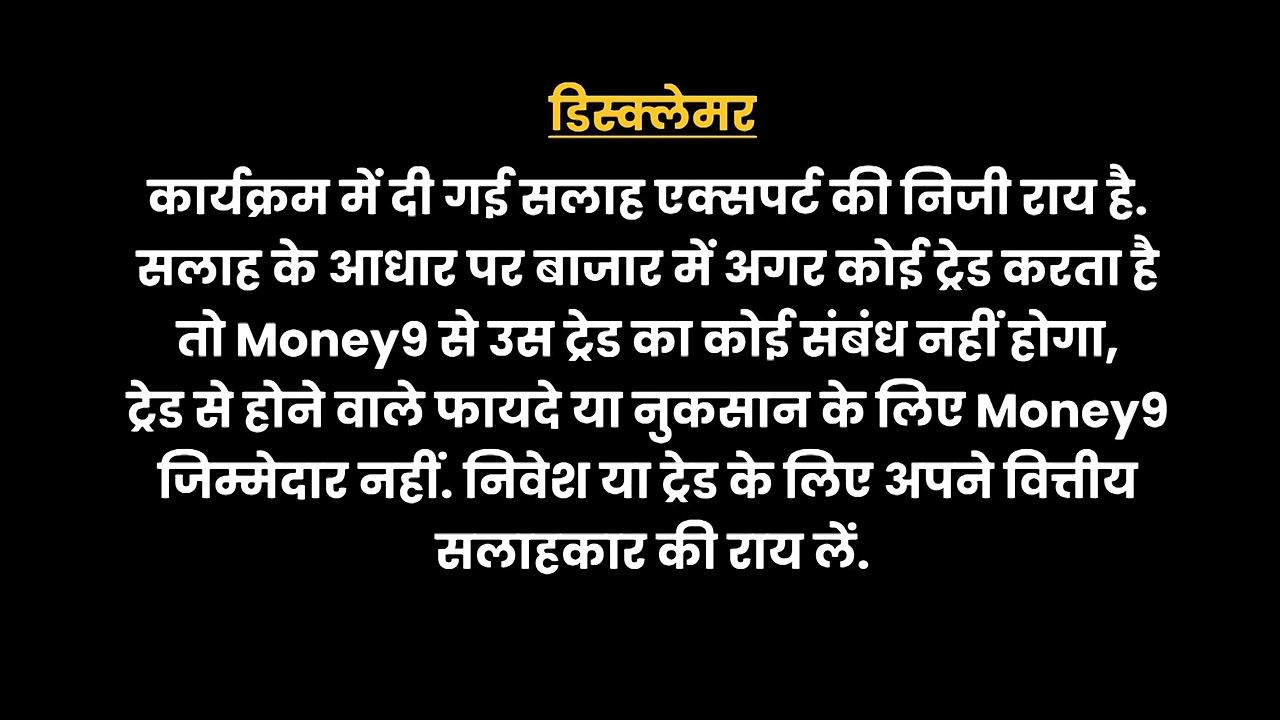 डिस्क्लेमर
कार्यक्रम में दी गई सलाह एक्सपर्ट की निजी राय है.
सलाह के आधार पर बाजार में अगर कोई ट्रेड करता है
तो Money9 से उस ट्रेड का कोई संबंध नहीं होगा,
ट्रेड से होने वाले फायदे या नुकसान के लिए Money9
जिम्मेदार नहीं. निवेश या ट्रेड के लिए अपने वित्तीय
सलाहकार की राय लें.